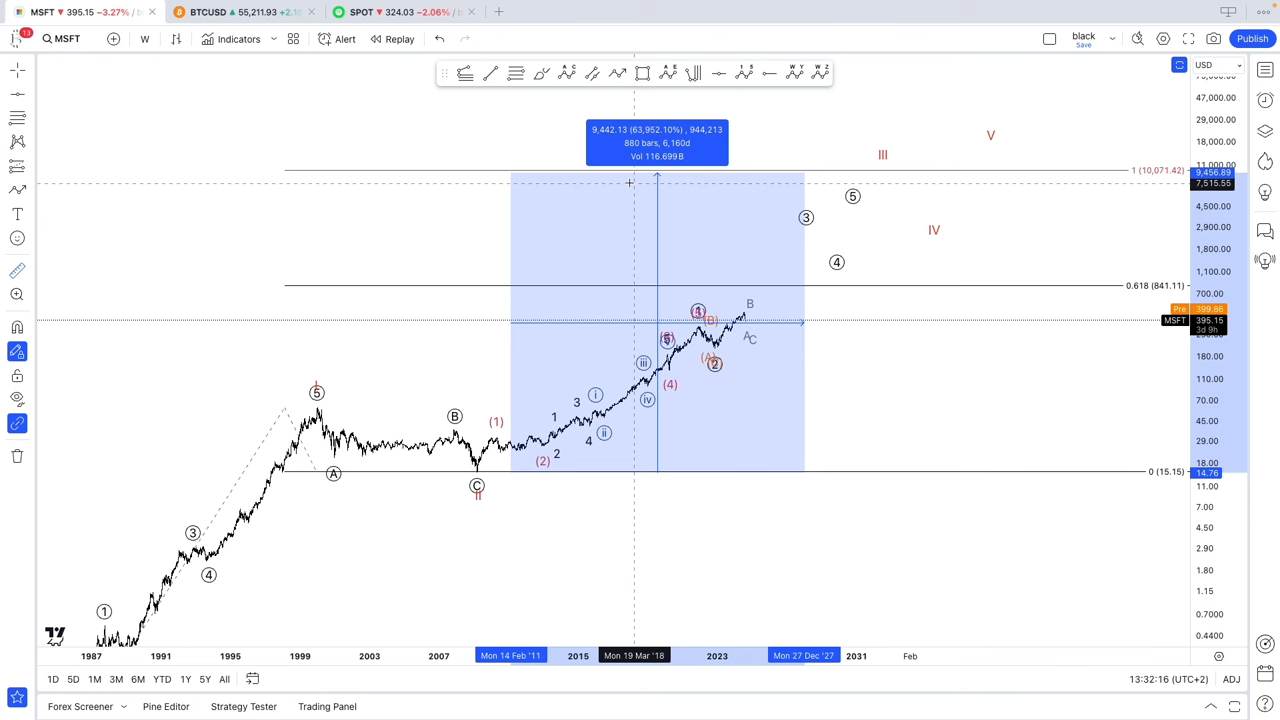 MSFT ▼ 395.15 −3.27% / b
BTCUSD ▲ 55,211.93 +2.1
SPOT ▼ 324.03 −2.06% / b
13
MSFT
W
Indicators
Alert
Replay
black
Save
Publish
A C
A E
1 5
W Y
W Z
USD
47,000.00
29,000.00
18,000.00
11,000.00
9,456.89
7,515.55
4,500.00
2,900.00
1,800.00
1,100.00
700.00
Pre 399.86
MSFT 395.15
3d 9h
180.00
110.00
70.00
45.00
29.00
18.00
14.76
11.00
7.00
4.50
2.90
1.80
1.15
0.7000
0.4400
9,442.13 (63,952.10%) , 944,213
880 bars, 6,160d
Vol 116.699B
1 (10,071.42)
0.618 (841.11)
0 (15.15)
V
III
5
3
IV
4
B
(B)
A
C
(A)
2
iii
(4)
iv
I
5
i
3
1
ii
4
2
B
(1)
(2)
A
C
II
3
4
1
1987
1991
1995
1999
2003
2007
Mon 14 Feb '11
2015
Mon 19 Mar '18
2023
Mon 27 Dec '27
2031
Feb
1D 5D 1M 3M 6M YTD 1Y 5Y All
13:32:16 (UTC+2)
ADJ
Forex Screener
Pine Editor
Strategy Tester
Trading Panel